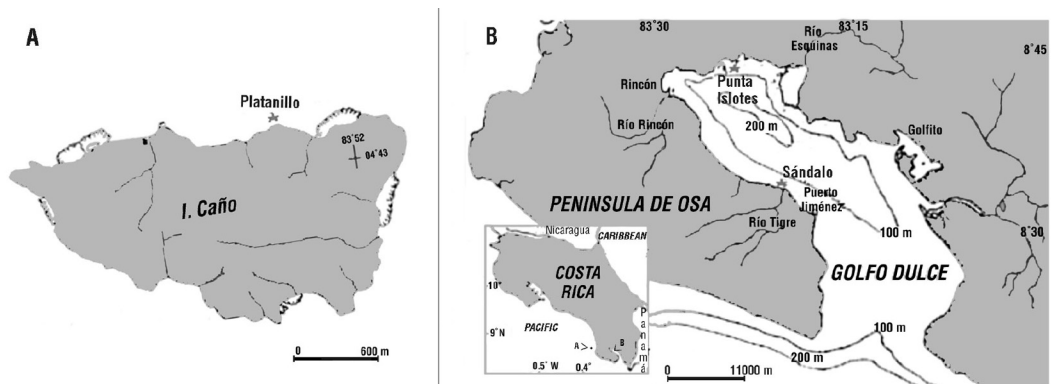 A
Platanillo
83°52
04°43
I. Caño
0 600 m
B
83°30
83°15
Río
Esquinas
8°45
Rincón
Punta
Islotes
200 m
Río Rincón
Golfito
Sándalo
PENINSULA DE OSA
Puerto
Jiménez
Río Tigre
100 m
8°30
GOLFO DULCE
Nicaragua
CARIBBEAN
COSTA
RICA
10°
PACIFIC
9°N
A
B
Panamá
0.5° W
0.4°
100 m
200 m
0 11000 m